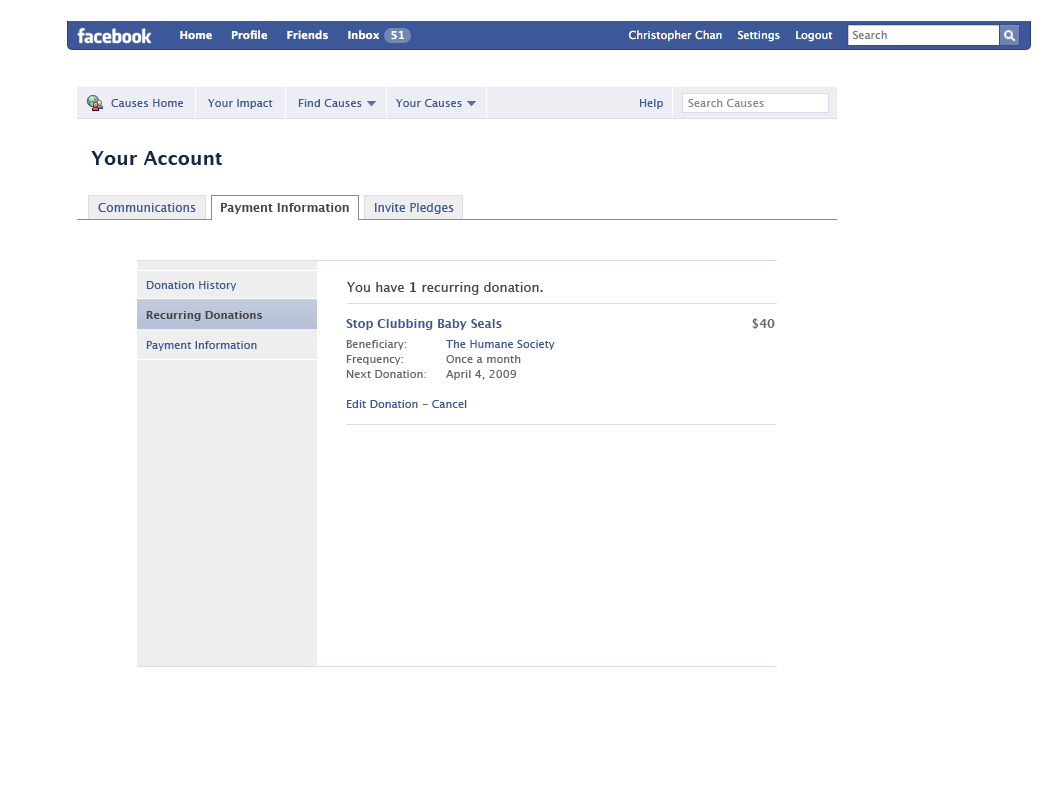 facebook Home Profile Friends Inbox 51 Christopher Chan Settings Logout Search
Causes Home Your Impact Find Causes Your Causes Help Search Causes
Your Account
Communications Payment Information Invite Pledges
Donation History
Recurring Donations
Payment Information
You have 1 recurring donation.
Stop Clubbing Baby Seals $40
Beneficiary: The Humane Society
Frequency: Once a month
Next Donation: April 4, 2009
Edit Donation – Cancel